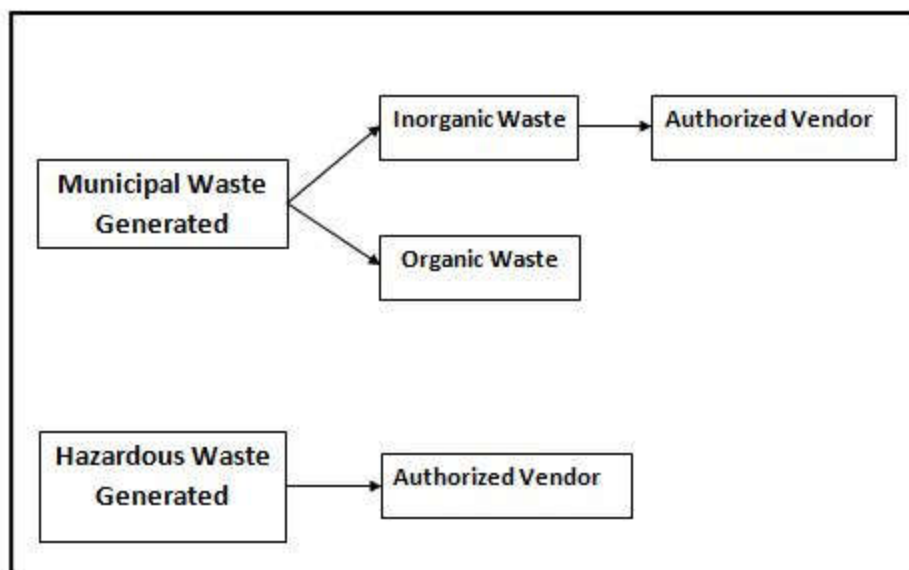 Inorganic Waste
Authorized Vendor
Municipal Waste
Generated
Organic Waste
Hazardous Waste
Generated
Authorized Vendor